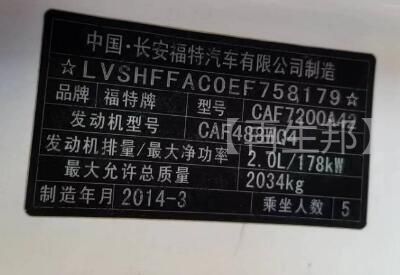 中国·长安福特汽车有限公司制造
☆LVSHFFAC0EF758179☆
品牌 福特牌 型号 CAF7200A42
发动机型号 CAF488WQ4
发动机排量/最大净功率 2.0L/178kW
最大允许总质量 2034kg
制造年月 2014-3 乘坐人数 5